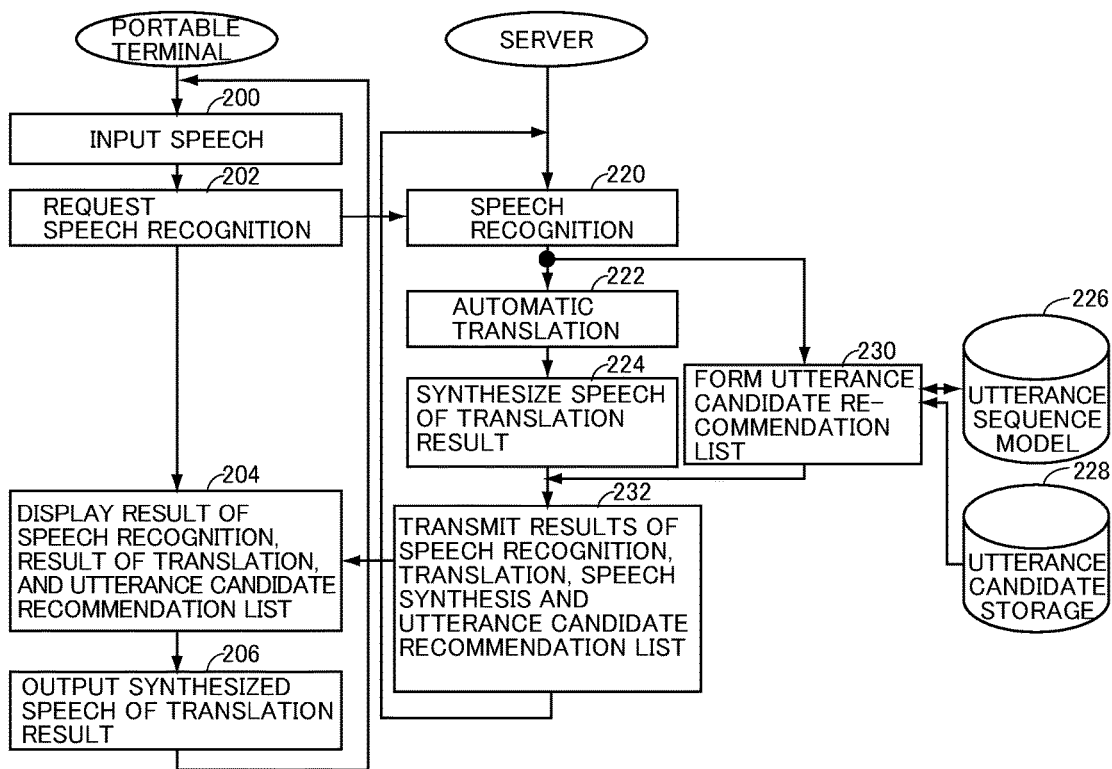 PORTABLE
TERMINAL
SERVER
200
INPUT SPEECH
202
REQUEST
SPEECH RECOGNITION
220
SPEECH
RECOGNITION
222
AUTOMATIC
TRANSLATION
224
SYNTHESIZE SPEECH
OF TRANSLATION
RESULT
230
FORM UTTERANCE
CANDIDATE RE-
COMMENDATION
LIST
226
UTTERANCE
SEQUENCE
MODEL
228
UTTERANCE
CANDIDATE
STORAGE
204
DISPLAY RESULT OF
SPEECH RECOGNITION,
RESULT OF TRANSLATION,
AND UTTERANCE CANDIDATE
RECOMMENDATION LIST
232
TRANSMIT RESULTS OF
SPEECH RECOGNITION,
TRANSLATION, SPEECH
SYNTHESIS AND
UTTERANCE CANDIDATE
RECOMMENDATION LIST
206
OUTPUT SYNTHESIZED
SPEECH OF TRANSLATION
RESULT